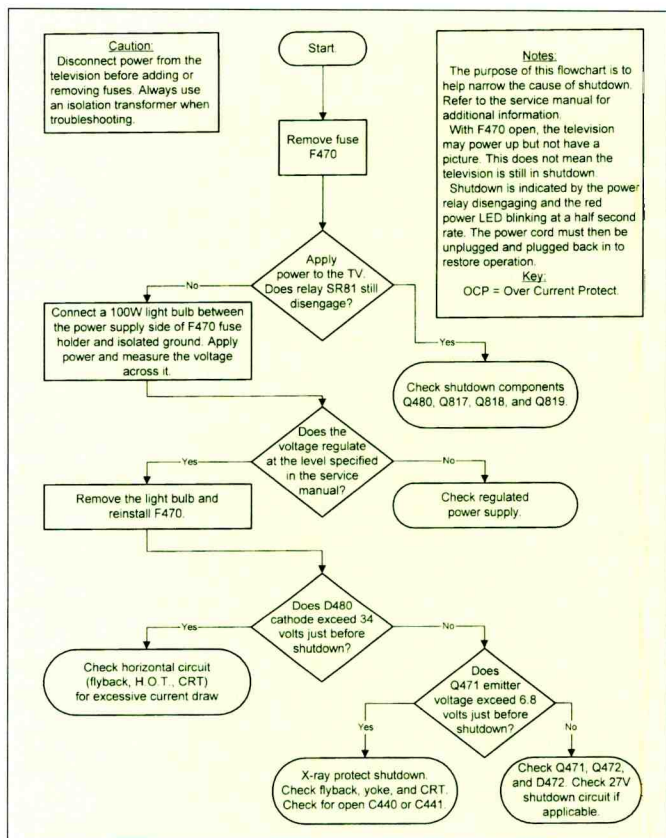 Caution:
Disconnect power from the
television before adding or
removing fuses. Always use
an isolation transformer when
troubleshooting.
Start.
Notes:
The purpose of this flowchart is to
help narrow the cause of shutdown.
Refer to the service manual for
additional information.
With F470 open, the television
may power up but not have a
picture. This does not mean the
television is still in shutdown.
Shutdown is indicated by the power
relay disengaging and the red
power LED blinking at a half second
rate. The power cord must then be
unplugged and plugged back in to
restore operation.
Key:
OCP = Over Current Protect.
Remove fuse
F470
Apply
power to the TV.
Does relay SR81 still
disengage?
No
Yes
Connect a 100W light bulb between
the power supply side of F470 fuse
holder and isolated ground. Apply
power and measure the voltage
across it.
Check shutdown components
Q480, Q817, Q818, and Q819.
Does the
voltage regulate
at the level specified
in the service
manual?
Yes
No
Remove the light bulb and
reinstall F470.
Check regulated
power supply.
Does D480
cathode exceed 34
volts just before
shutdown?
Yes
No
Check horizontal circuit
(flyback, H.O.T., CRT)
for excessive current draw
Does
Q471 emitter
voltage exceed 6.8
volts just before
shutdown?
Yes
No
X-ray protect shutdown.
Check flyback, yoke, and CRT.
Check for open C440 or C441.
Check Q471, Q472,
and D472. Check 27V
shutdown circuit if
applicable.